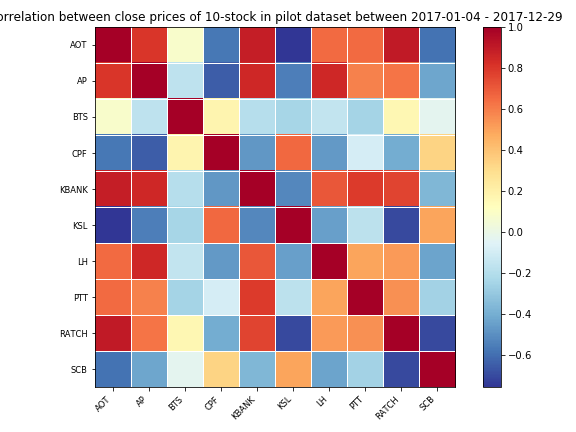 orrelation between close prices of 10-stock in pilot dataset between 2017-01-04 - 2017-12-29
AOT
AP
BTS
CPF
KBANK
KSL
LH
PTT
RATCH
SCB
AOT
AP
BTS
CPF
KBANK
KSL
LH
PTT
RATCH
SCB
1.0
0.8
0.6
0.4
0.2
0.0
−0.2
−0.4
−0.6